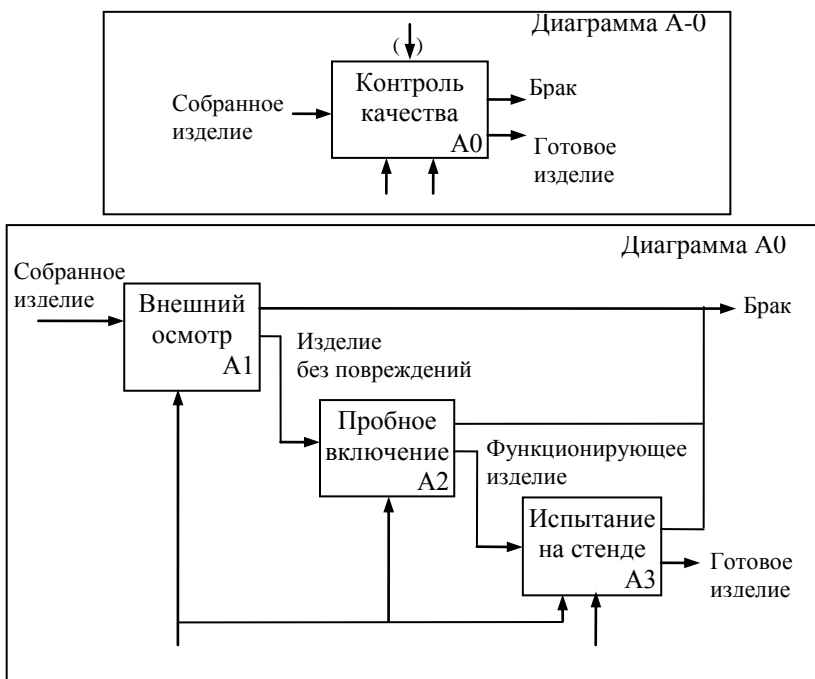 Диаграмма А-0
( )
Контроль
качества
А0
Собранное
изделие
Брак
Готовое
изделие
Диаграмма А0
Собранное
изделие
Внешний
осмотр
А1
Брак
Изделие
без повреждений
Пробное
включение
А2
Функционирующее
изделие
Испытание
на стенде
А3
Готовое
изделие